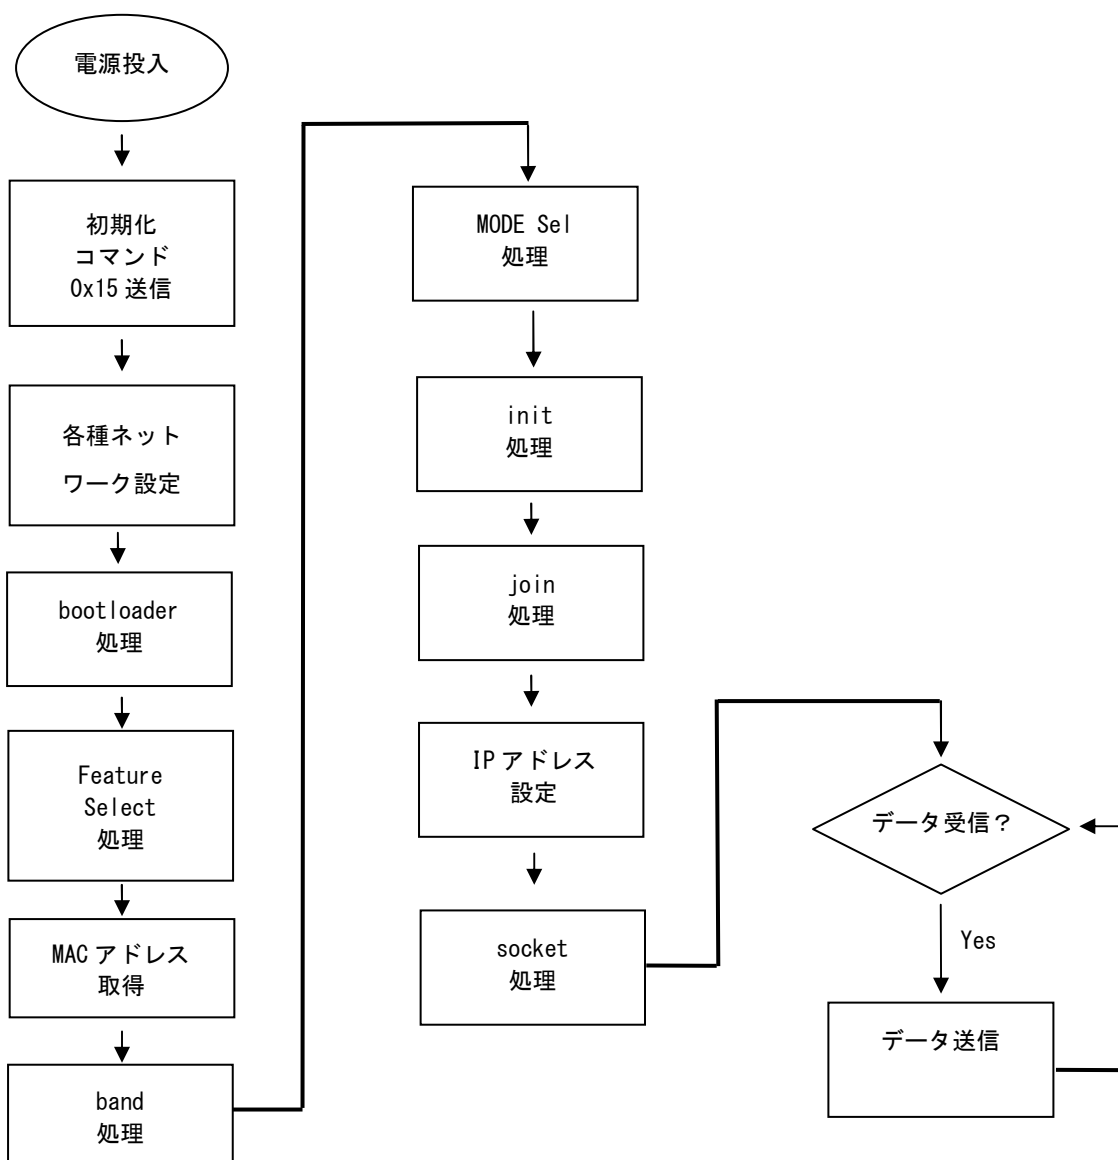 電源投入
初期化
コマンド
0x15 送信
各種ネット
ワーク設定
bootloader
処理
Feature
Select
処理
MAC アドレス
取得
band
処理
MODE Sel
処理
init
処理
join
処理
IP アドレス
設定
socket
処理
データ受信？
Yes
データ送信